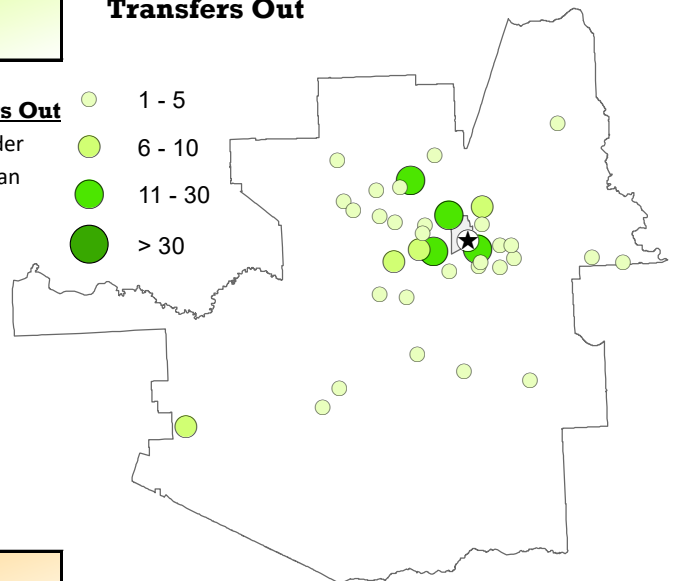 Transfers Out
s Out
der
an
1 - 5
6 - 10
11 - 30
> 30